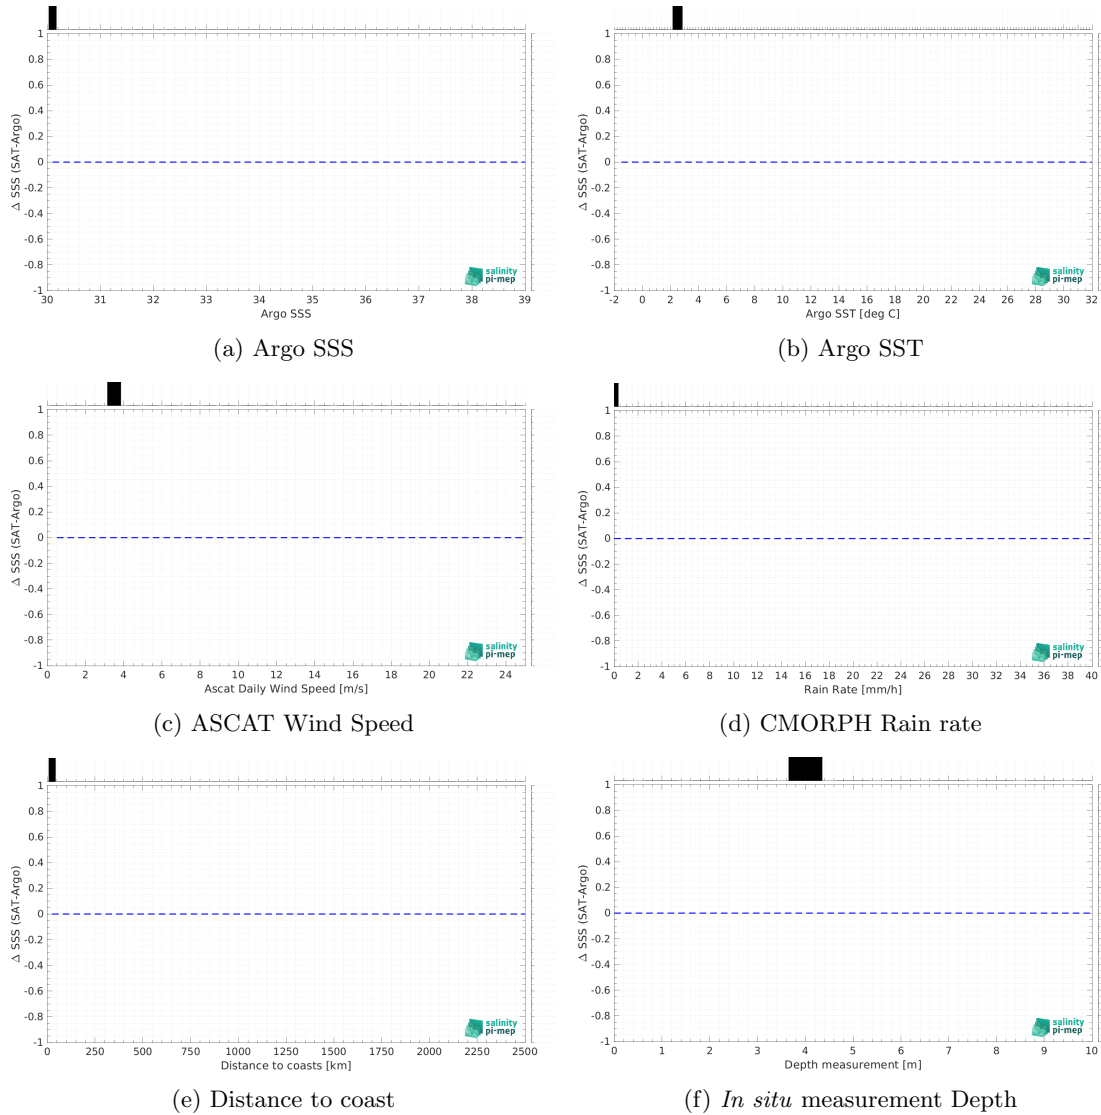 1
0.8
0.6
0.4
0.2
0
-0.2
-0.4
-0.6
-0.8
-1
Δ SSS (SAT-Argo)
salinity
pi-mep
30 31 32 33 34 35 36 37 38 39
Argo SSS
(a) Argo SSS
1
0.8
0.6
0.4
0.2
0
-0.2
-0.4
-0.6
-0.8
-1
Δ SSS (SAT-Argo)
salinity
pi-mep
-2 0 2 4 6 8 10 12 14 16 18 20 22 24 26 28 30 32
Argo SST [deg C]
(b) Argo SST
1
0.8
0.6
0.4
0.2
0
-0.2
-0.4
-0.6
-0.8
-1
Δ SSS (SAT-Argo)
salinity
pi-mep
0 2 4 6 8 10 12 14 16 18 20 22 24
Ascat Daily Wind Speed [m/s]
(c) ASCAT Wind Speed
1
0.8
0.6
0.4
0.2
0
-0.2
-0.4
-0.6
-0.8
-1
Δ SSS (SAT-Argo)
salinity
pi-mep
0 2 4 6 8 10 12 14 16 18 20 22 24 26 28 30 32 34 36 38 40
Rain Rate [mm/h]
(d) CMORPH Rain rate
1
0.8
0.6
0.4
0.2
0
-0.2
-0.4
-0.6
-0.8
-1
Δ SSS (SAT-Argo)
salinity
pi-mep
0 250 500 750 1000 1250 1500 1750 2000 2250 2500
Distance to coasts [km]
(e) Distance to coast
1
0.8
0.6
0.4
0.2
0
-0.2
-0.4
-0.6
-0.8
-1
Δ SSS (SAT-Argo)
salinity
pi-mep
0 1 2 3 4 5 6 7 8 9 10
Depth measurement [m]
(f) In situ measurement Depth